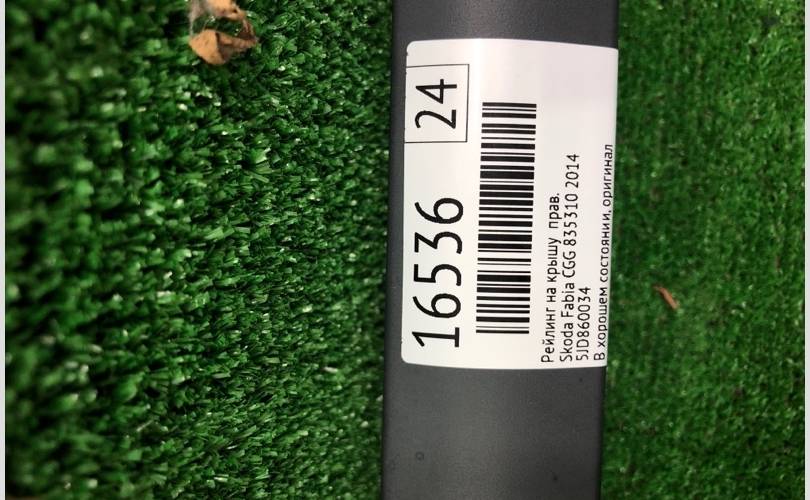 16536 24
Рейлинг на крышу прав.
Skoda Fabia CGG 835310 2014
5JD860034
В хорошем состоянии, оригинал